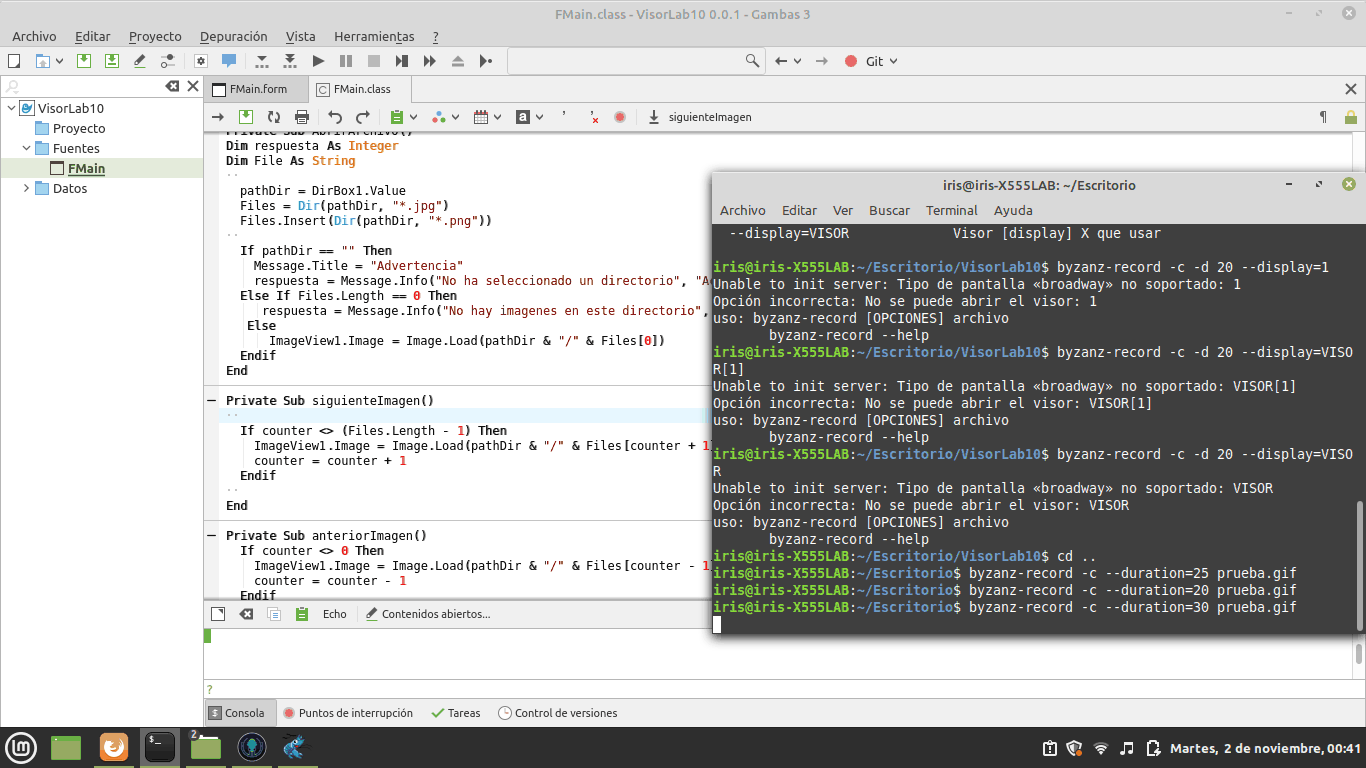 FMain.class - VisorLab10 0.0.1 - Gambas 3
Archivo Editar Proyecto Depuración Vista Herramientas ?
Git
VisorLab10
Proyecto
Fuentes
FMain
Datos
FMain.form FMain.class
siguienteImagen
Private Sub AbrirArchivo()
Dim respuesta As Integer
Dim File As String
pathDir = DirBox1.Value
Files = Dir(pathDir, "*.jpg")
Files.Insert(Dir(pathDir, "*.png"))
If pathDir == "" Then
Message.Title = "Advertencia"
respuesta = Message.Info("No ha seleccionado un directorio", "Ac
Else If Files.Length == 0 Then
respuesta = Message.Info("No hay imagenes en este directorio",
Else
ImageView1.Image = Image.Load(pathDir & "/" & Files[0])
Endif
End
Private Sub siguienteImagen()
If counter <> (Files.Length - 1) Then
ImageView1.Image = Image.Load(pathDir & "/" & Files[counter + 1]
counter = counter + 1
Endif
End
Private Sub anteriorImagen()
If counter <> 0 Then
ImageView1.Image = Image.Load(pathDir & "/" & Files[counter - 1]
counter = counter - 1
Endif
Echo Contenidos abiertos...
?
$ Consola Puntos de interrupción Tareas Control de versiones
iris@iris-X555LAB: ~/Escritorio
Archivo Editar Ver Buscar Terminal Ayuda
--display=VISOR Visor [display] X que usar
iris@iris-X555LAB:~/Escritorio/VisorLab10$ byzanz-record -c -d 20 --display=1
Unable to init server: Tipo de pantalla «broadway» no soportado: 1
Opción incorrecta: No se puede abrir el visor: 1
uso: byzanz-record [OPCIONES] archivo
byzanz-record --help
iris@iris-X555LAB:~/Escritorio/VisorLab10$ byzanz-record -c -d 20 --display=VISO
R[1]
Unable to init server: Tipo de pantalla «broadway» no soportado: VISOR[1]
Opción incorrecta: No se puede abrir el visor: VISOR[1]
uso: byzanz-record [OPCIONES] archivo
byzanz-record --help
iris@iris-X555LAB:~/Escritorio/VisorLab10$ byzanz-record -c -d 20 --display=VISO
R
Unable to init server: Tipo de pantalla «broadway» no soportado: VISOR
Opción incorrecta: No se puede abrir el visor: VISOR
uso: byzanz-record [OPCIONES] archivo
byzanz-record --help
iris@iris-X555LAB:~/Escritorio/VisorLab10$ cd ..
iris@iris-X555LAB:~/Escritorio$ byzanz-record -c --duration=25 prueba.gif
iris@iris-X555LAB:~/Escritorio$ byzanz-record -c --duration=20 prueba.gif
iris@iris-X555LAB:~/Escritorio$ byzanz-record -c --duration=30 prueba.gif
2
Martes, 2 de noviembre, 00:41